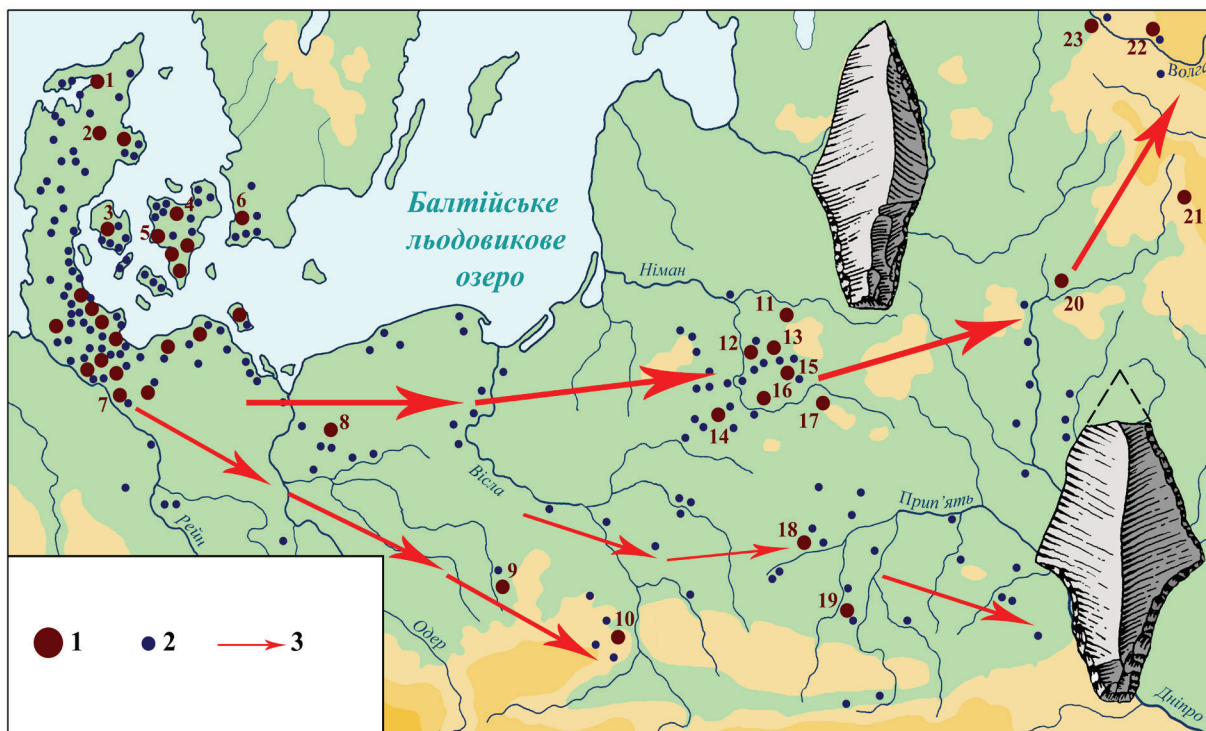 23
22
Волга
1
2
21
3
4
5
6
Балтійське
льодовикове
озеро
Німан
20
11
12
13
15
16
17
14
7
8
Вісла
Прип’ять
Рейн
18
9
19
10
Одер
1
2
3
Дніпро